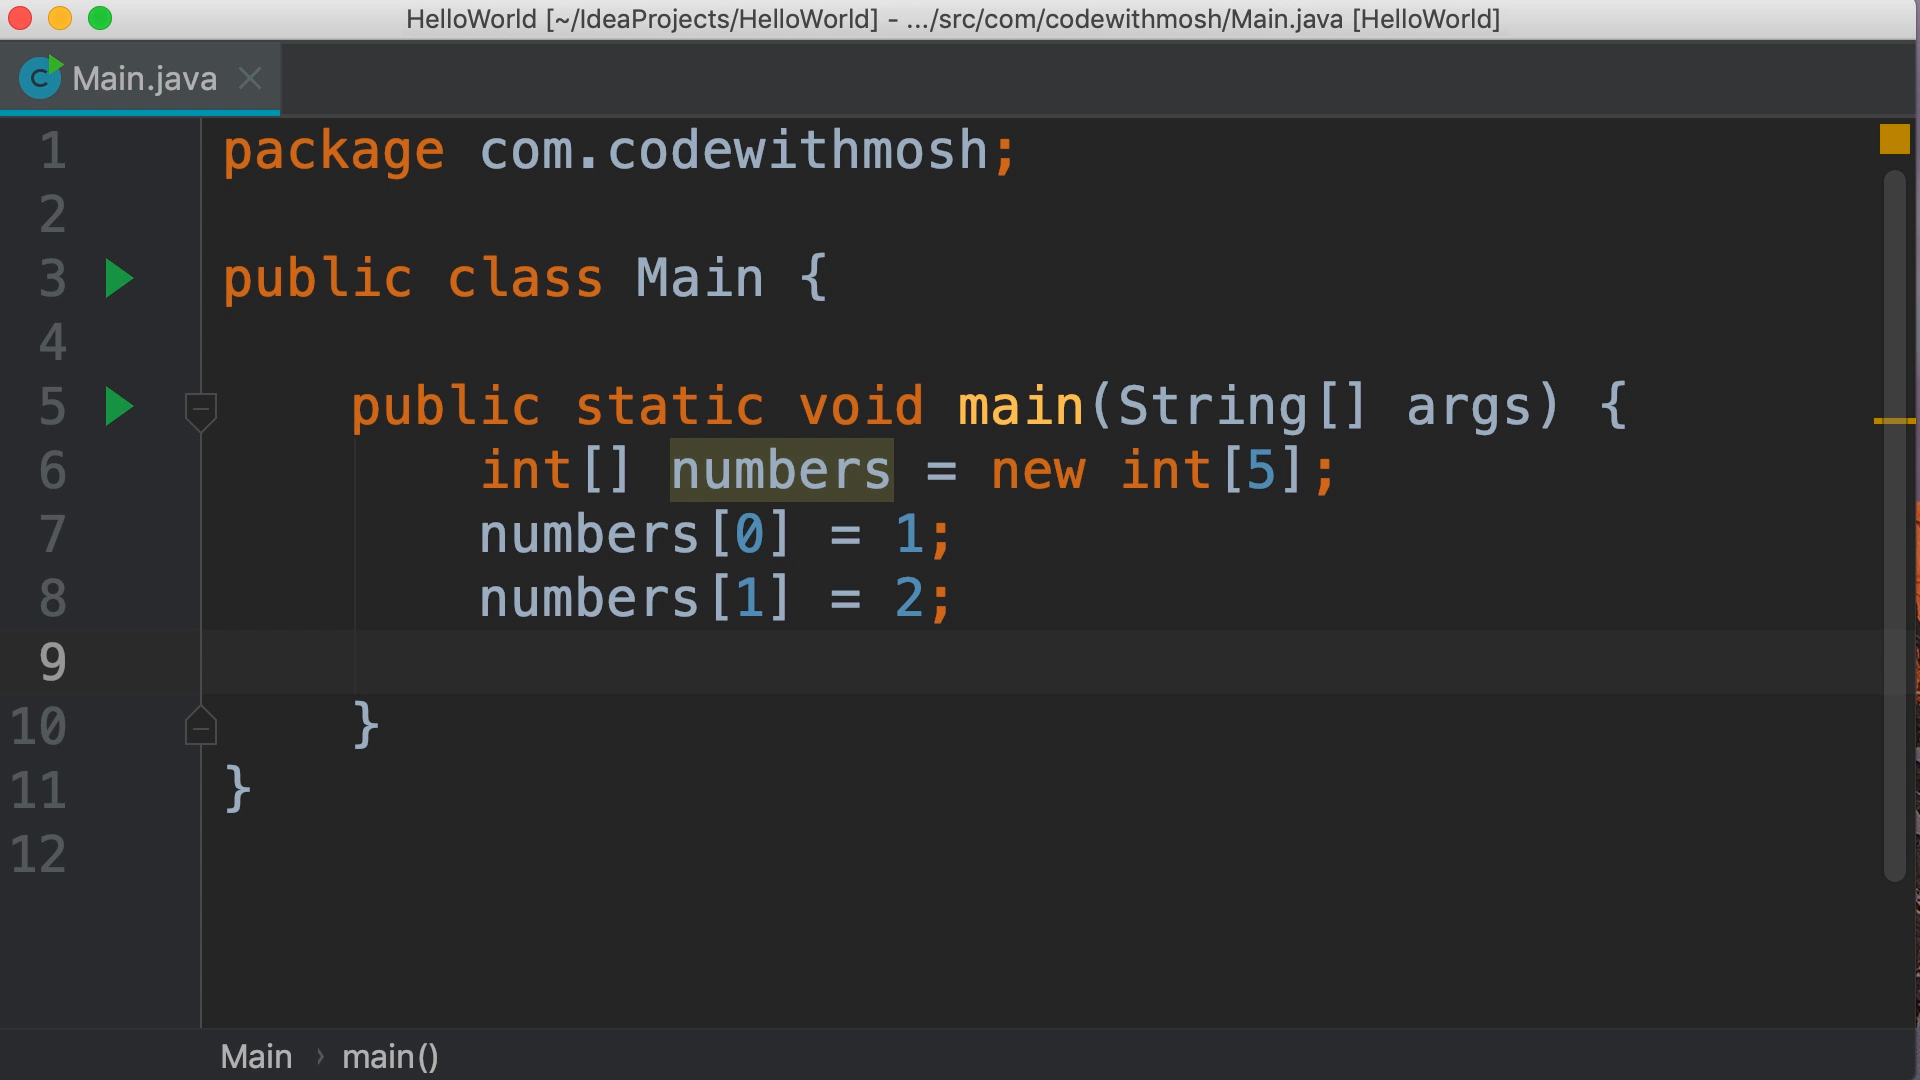 HelloWorld [~/IdeaProjects/HelloWorld] - .../src/com/codewithmosh/Main.java [HelloWorld]
C Main.java
1 package com.codewithmosh;
2
3 public class Main {
4
5 public static void main(String[] args) {
6 int[] numbers = new int[5];
7 numbers[0] = 1;
8 numbers[1] = 2;
9
10 }
11 }
12
Main › main()